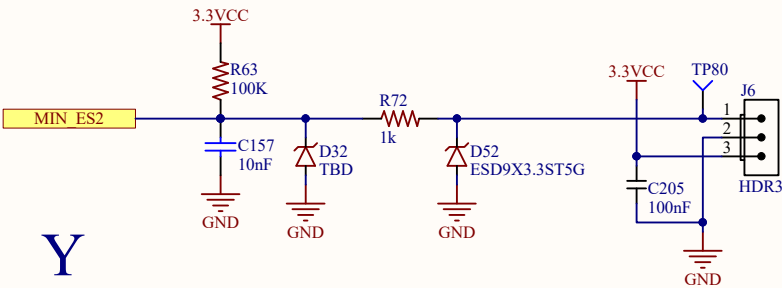 3.3VCC
R63
100K
MIN_ES2
C157
10nF
GND
D32
TBD
GND
R72
1k
D52
ESD9X3.3ST5G
GND
3.3VCC
TP80
J6
1
2
3
HDR3
C205
100nF
GND
Y